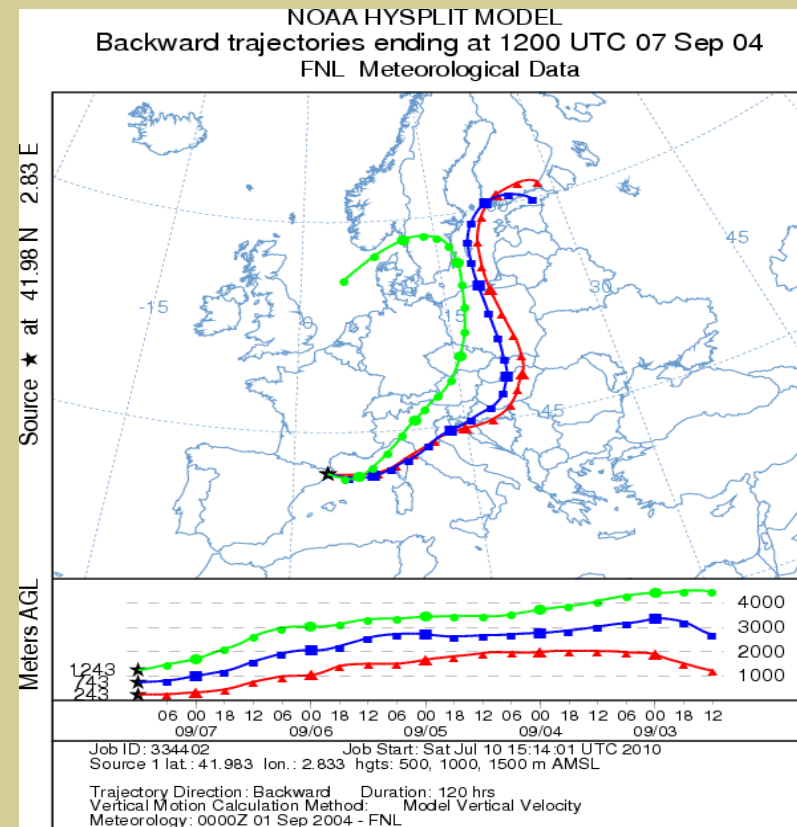 NOAA HYSPLIT MODEL
Backward trajectories ending at 1200 UTC 07 Sep 04
FNL Meteorological Data
Source ★ at 41.98 N 2.83 E
-15
15
30
45
45
Meters AGL
1243
743
243
4000
3000
2000
1000
06 00 18 12 06 00 18 12 06 00 18 12 06 00 18 12 06 00 18 12
09/07 09/06 09/05 09/04 09/03
Job ID: 334402 Job Start: Sat Jul 10 15:14:01 UTC 2010
Source 1 lat.: 41.983 lon.: 2.833 hgts: 500, 1000, 1500 m AMSL
Trajectory Direction: Backward Duration: 120 hrs
Vertical Motion Calculation Method: Model Vertical Velocity
Meteorology: 0000Z 01 Sep 2004 - FNL